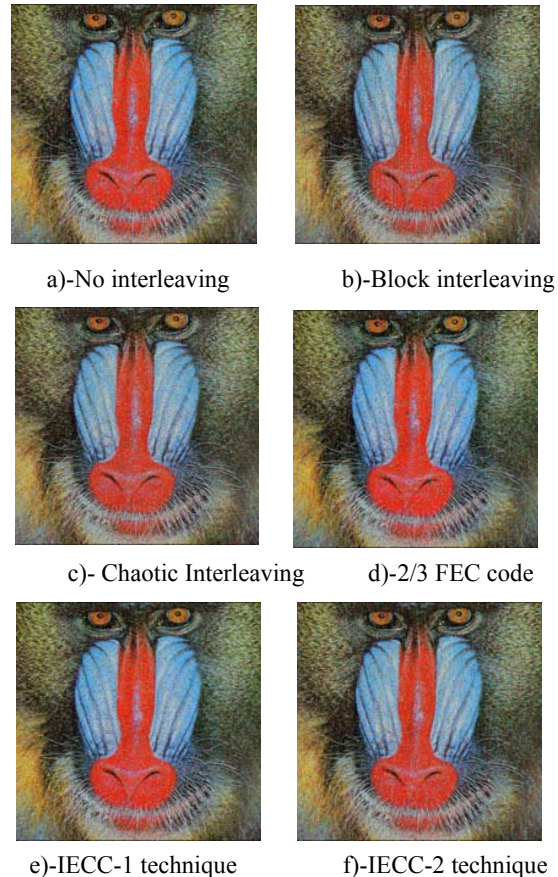 a)-No interleaving
b)-Block interleaving
c)- Chaotic Interleaving
d)-2/3 FEC code
e)-IECC-1 technique
f)-IECC-2 technique